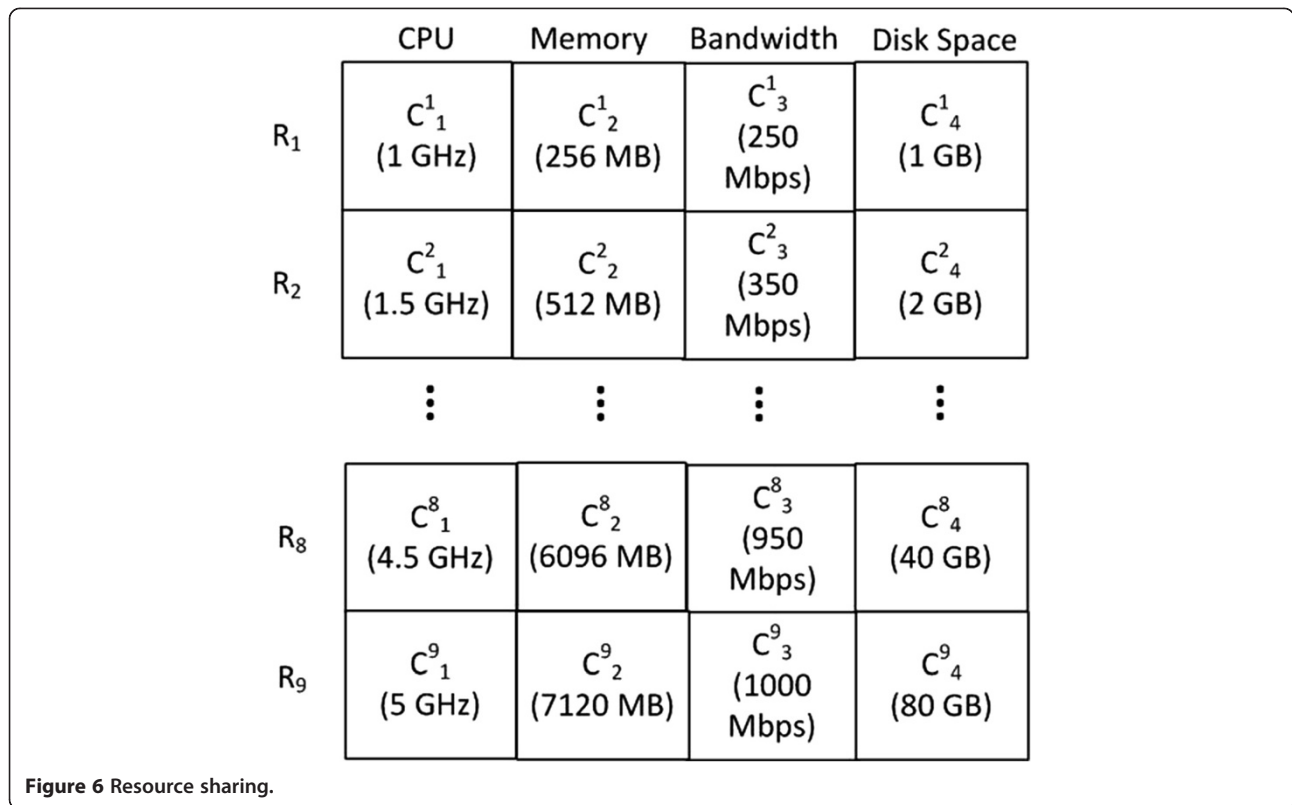 CPU Memory Bandwidth Disk Space
R₁ C¹₁ (1 GHz) C¹₂ (256 MB) C¹₃ (250 Mbps) C¹₄ (1 GB)
R₂ C²₁ (1.5 GHz) C²₂ (512 MB) C²₃ (350 Mbps) C²₄ (2 GB)
⋮ ⋮ ⋮ ⋮
R₈ C⁸₁ (4.5 GHz) C⁸₂ (6096 MB) C⁸₃ (950 Mbps) C⁸₄ (40 GB)
R₉ C⁹₁ (5 GHz) C⁹₂ (7120 MB) C⁹₃ (1000 Mbps) C⁹₄ (80 GB)
Figure 6 Resource sharing.